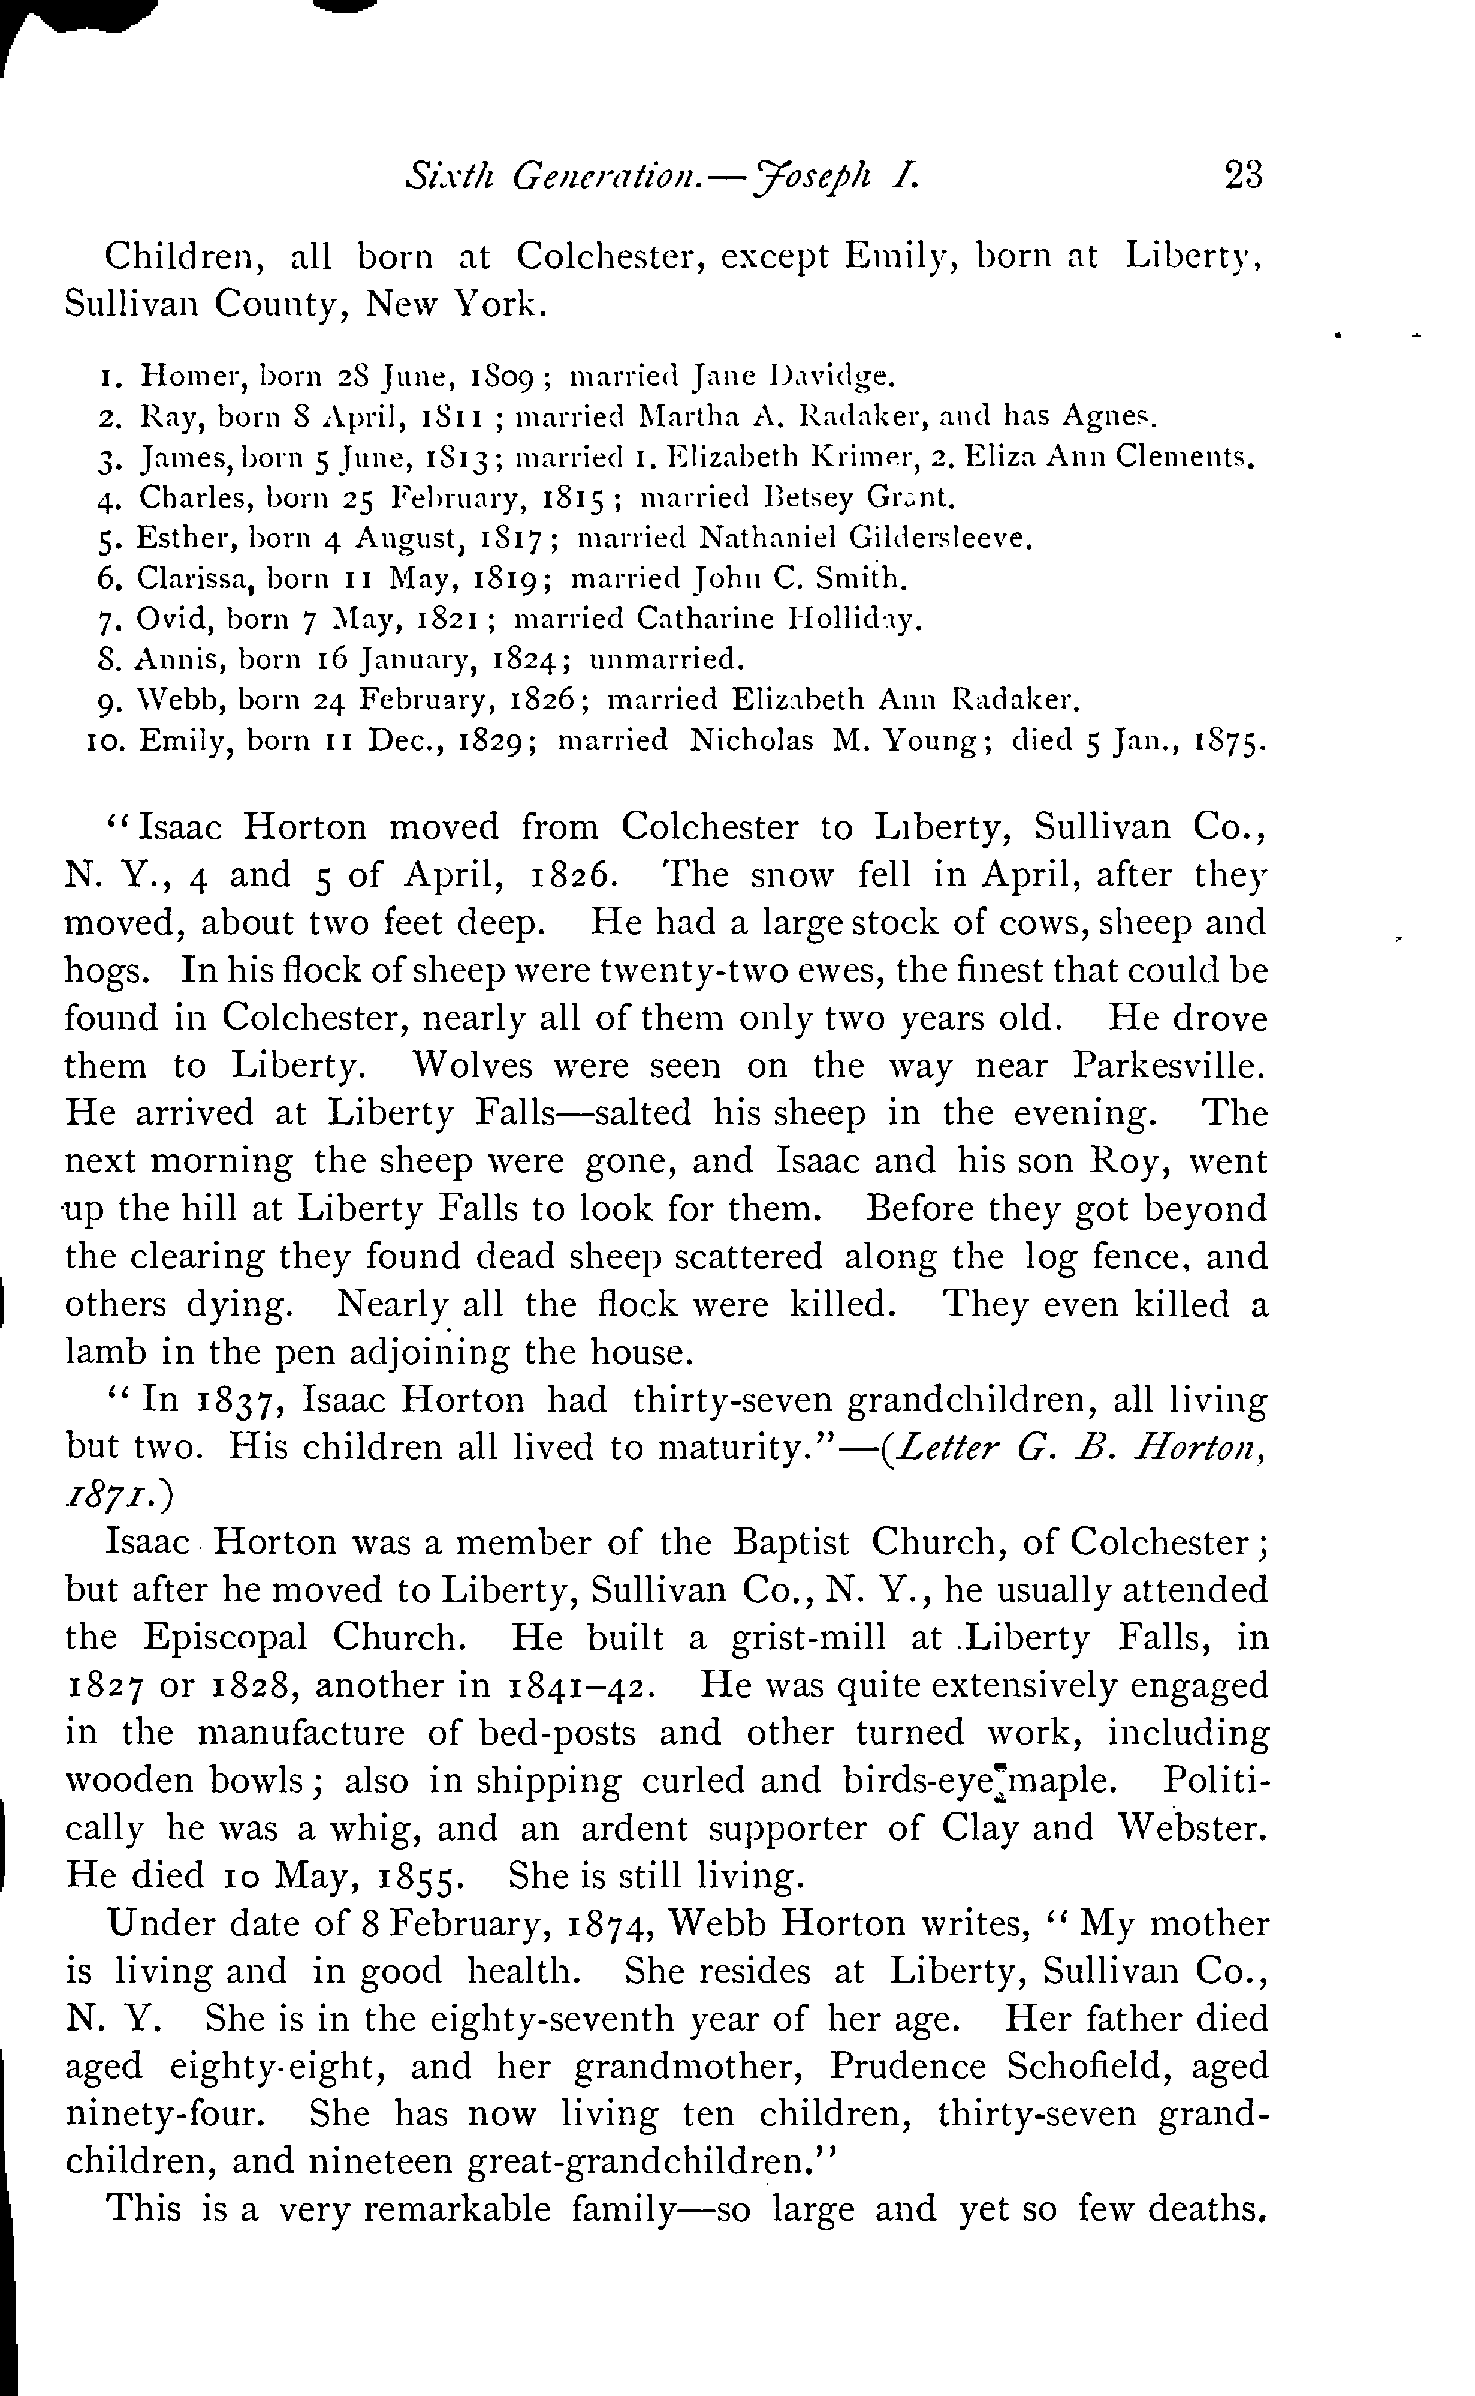 Sixth Generation.—Joseph I. 23
Children, all born at Colchester, except Emily, born at Liberty,
Sullivan County, New York.
1. Homer, born 28 June, 1809; married Jane Davidge.
2. Ray, born 8 April, 1811; married Martha A. Radaker, and has Agnes.
3. James, born 5 June, 1813; married 1. Elizabeth Krimer, 2. Eliza Ann Clements.
4. Charles, born 25 February, 1815; married Betsey Grant.
5. Esther, born 4 August, 1817; married Nathaniel Gildersleeve.
6. Clarissa, born 11 May, 1819; married John C. Smith.
7. Ovid, born 7 May, 1821; married Catharine Holliday.
8. Annis, born 16 January, 1824; unmarried.
9. Webb, born 24 February, 1826; married Elizabeth Ann Radaker.
10. Emily, born 11 Dec., 1829; married Nicholas M. Young; died 5 Jan., 1875.
"Isaac Horton moved from Colchester to Liberty, Sullivan Co.,
N. Y., 4 and 5 of April, 1826. The snow fell in April, after they
moved, about two feet deep. He had a large stock of cows, sheep and
hogs. In his flock of sheep were twenty-two ewes, the finest that could be
found in Colchester, nearly all of them only two years old. He drove
them to Liberty. Wolves were seen on the way near Parkesville.
He arrived at Liberty Falls—salted his sheep in the evening. The
next morning the sheep were gone, and Isaac and his son Roy, went
up the hill at Liberty Falls to look for them. Before they got beyond
the clearing they found dead sheep scattered along the log fence, and
others dying. Nearly all the flock were killed. They even killed a
lamb in the pen adjoining the house.
"In 1837, Isaac Horton had thirty-seven grandchildren, all living
but two. His children all lived to maturity."—(Letter G. B. Horton,
1871.)
Isaac Horton was a member of the Baptist Church, of Colchester;
but after he moved to Liberty, Sullivan Co., N. Y., he usually attended
the Episcopal Church. He built a grist-mill at Liberty Falls, in
1827 or 1828, another in 1841–42. He was quite extensively engaged
in the manufacture of bed-posts and other turned work, including
wooden bowls; also in shipping curled and birds-eye maple. Politi-
cally he was a whig, and an ardent supporter of Clay and Webster.
He died 10 May, 1855. She is still living.
Under date of 8 February, 1874, Webb Horton writes, "My mother
is living and in good health. She resides at Liberty, Sullivan Co.,
N. Y. She is in the eighty-seventh year of her age. Her father died
aged eighty-eight, and her grandmother, Prudence Schofield, aged
ninety-four. She has now living ten children, thirty-seven grand-
children, and nineteen great-grandchildren."
This is a very remarkable family—so large and yet so few deaths.